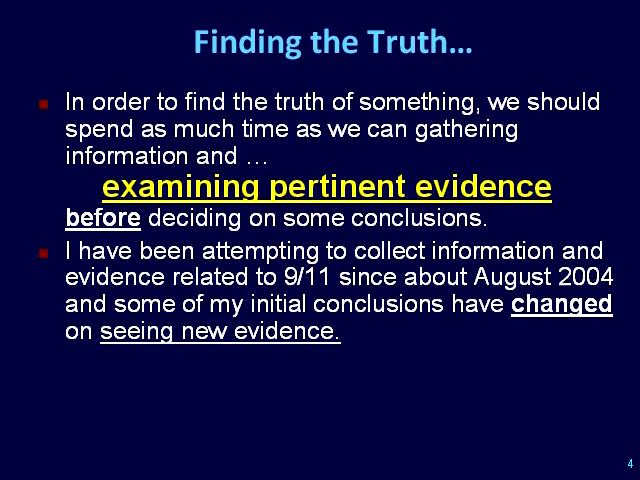 Finding the Truth…
In order to find the truth of something, we should
spend as much time as we can gathering
information and …
examining pertinent evidence
before deciding on some conclusions.
I have been attempting to collect information and
evidence related to 9/11 since about August 2004
and some of my initial conclusions have changed
on seeing new evidence.
4